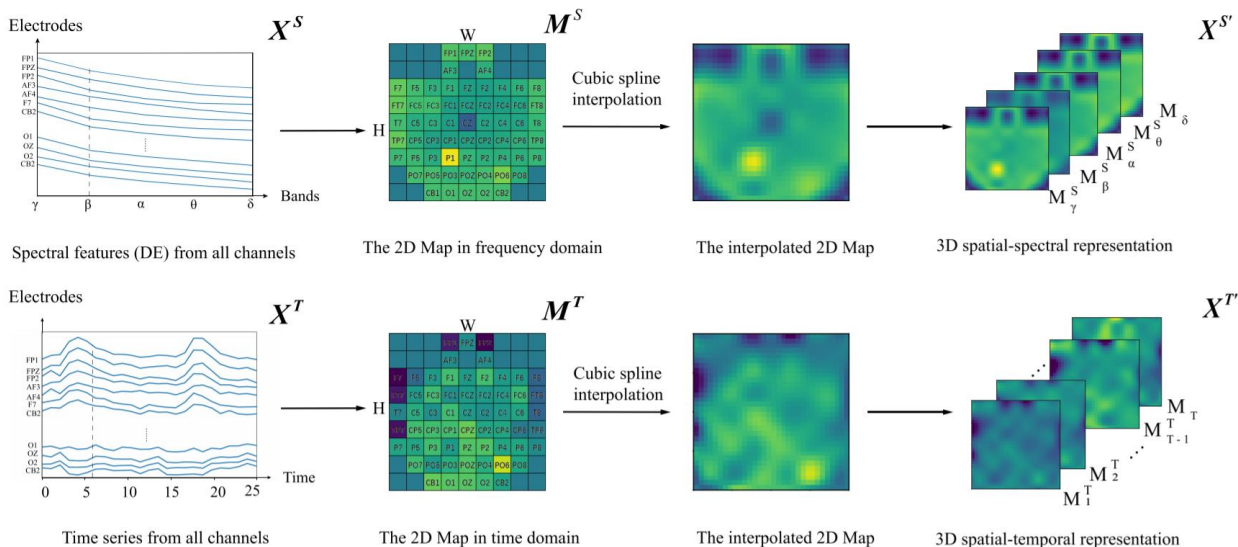 Electrodes
X^S
M^S
X^S'
W
FP1
FPZ
FP2
AF3
AF4
F7
CB2
O1
OZ
O2
CB2
γ
β
α
θ
δ
Bands
H
FP1 FPZ FP2
AF3 AF4
F7 F5 F3 F1 FZ F2 F4 F6 F8
FT7 FC5 FC3 FC1 FCZ FC2 FC4 FC6 FT8
T7 C5 C3 C1 CZ C2 C4 C6 T8
TP7 CP5 CP3 CP1 CPZ CP2 CP4 CP6 TP8
P7 P5 P3 P1 PZ P2 P4 P6 P8
PO7 PO5 PO3 POZ PO4 PO6 PO8
CB1 O1 OZ O2 CB2
Cubic spline
interpolation
M^S_γ
M^S_β
M^S_α
M^S_θ
M_δ
Spectral features (DE) from all channels
The 2D Map in frequency domain
The interpolated 2D Map
3D spatial-spectral representation
Electrodes
X^T
M^T
X^T'
W
FP1
FPZ
FP2
AF3
AF4
F7
CB2
O1
OZ
O2
CB2
0 5 10 15 20 25
Time
H
FPZ
AF3 AF4
F5 F3 F1 FZ F2 F4 F6 F8
FC5 FC3 FC1 FCZ FC2 FC4 FC6 FT8
T7 C5 C3 C1 CZ C2 C4 C6 T8
CP5 CP3 CP1 CPZ CP2 CP4 CP6 TP8
P7 P5 P3 P1 PZ P2 P4 P6 P8
PO7 PO5 PO3 POZ PO4 PO6 PO8
CB1 O1 OZ O2 CB2
Cubic spline
interpolation
M^T_1
M^T_2
M^T_T-1
M_T
Time series from all channels
The 2D Map in time domain
The interpolated 2D Map
3D spatial-temporal representation